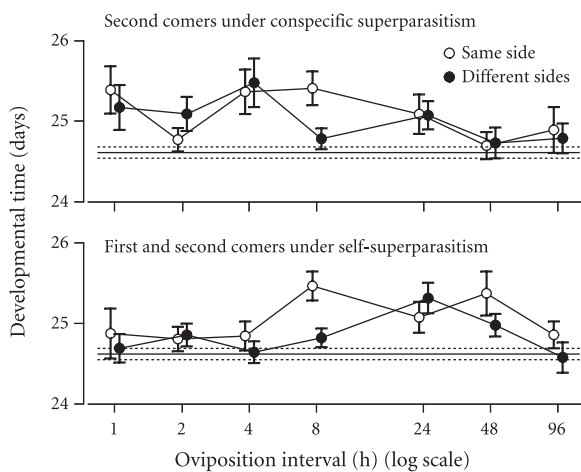 Second comers under conspecific superparasitism
26
Same side
Different sides
25
24
Developmental time (days)
First and second comers under self-superparasitism
26
25
24
1 2 4 8 24 48 96
Oviposition interval (h) (log scale)